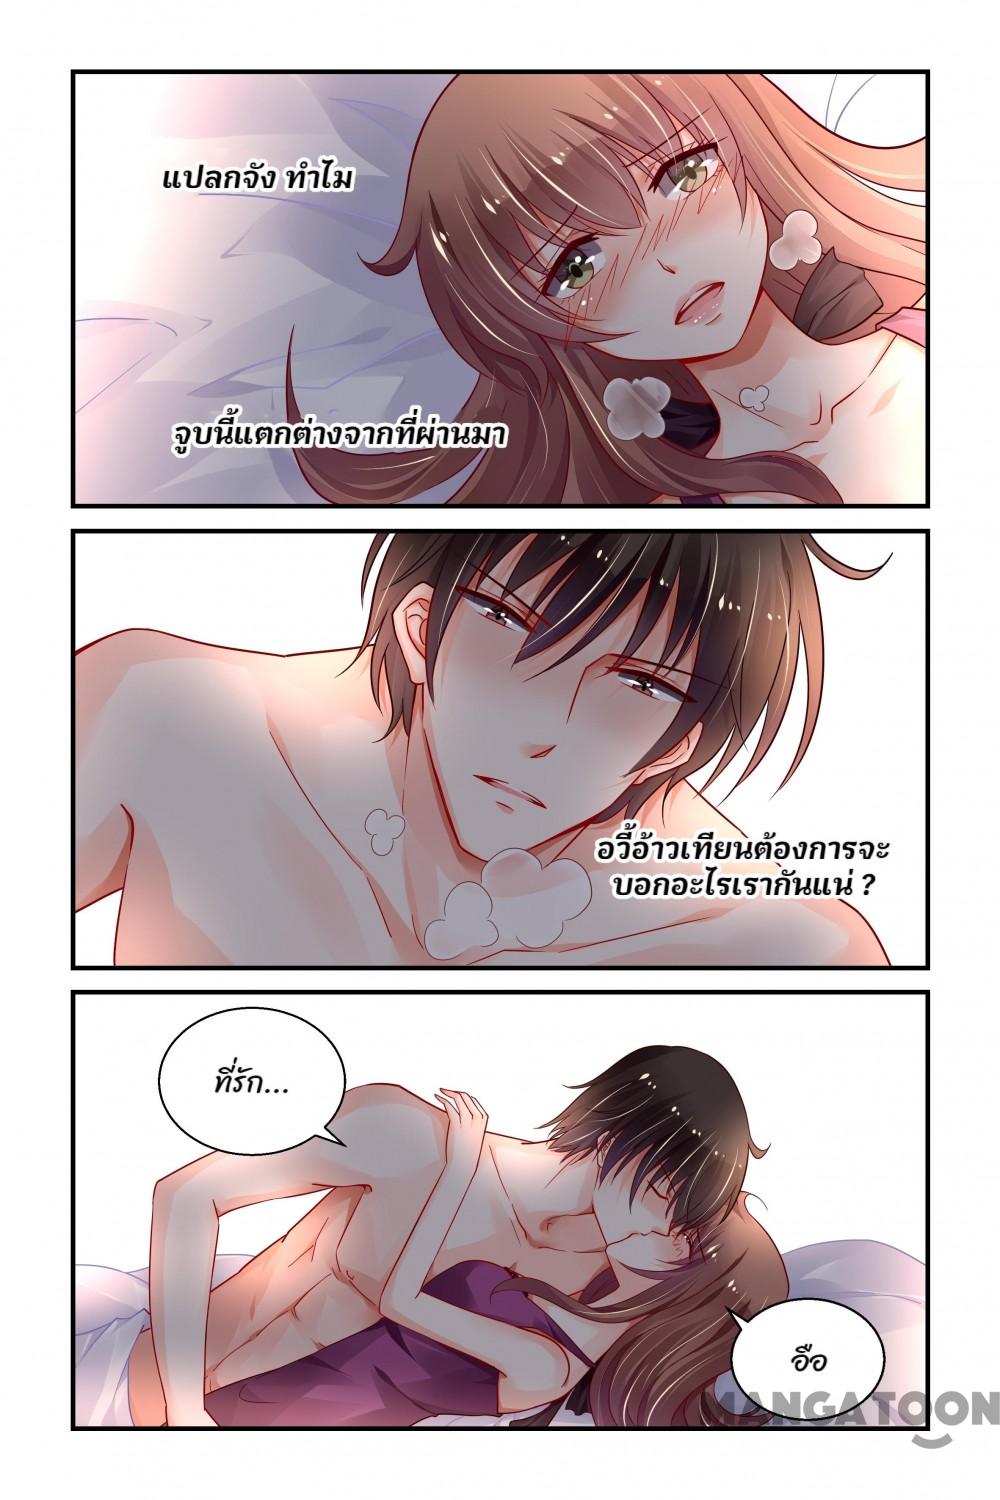 แปลกจัง ทำไม
จูบนี้แตกต่างจากที่ผ่านมา
อวี้อ้าวเทียนต้องการจะ
บอกอะไรเรากันแน่ ?
ที่รัก...
อือ
MANGATOON